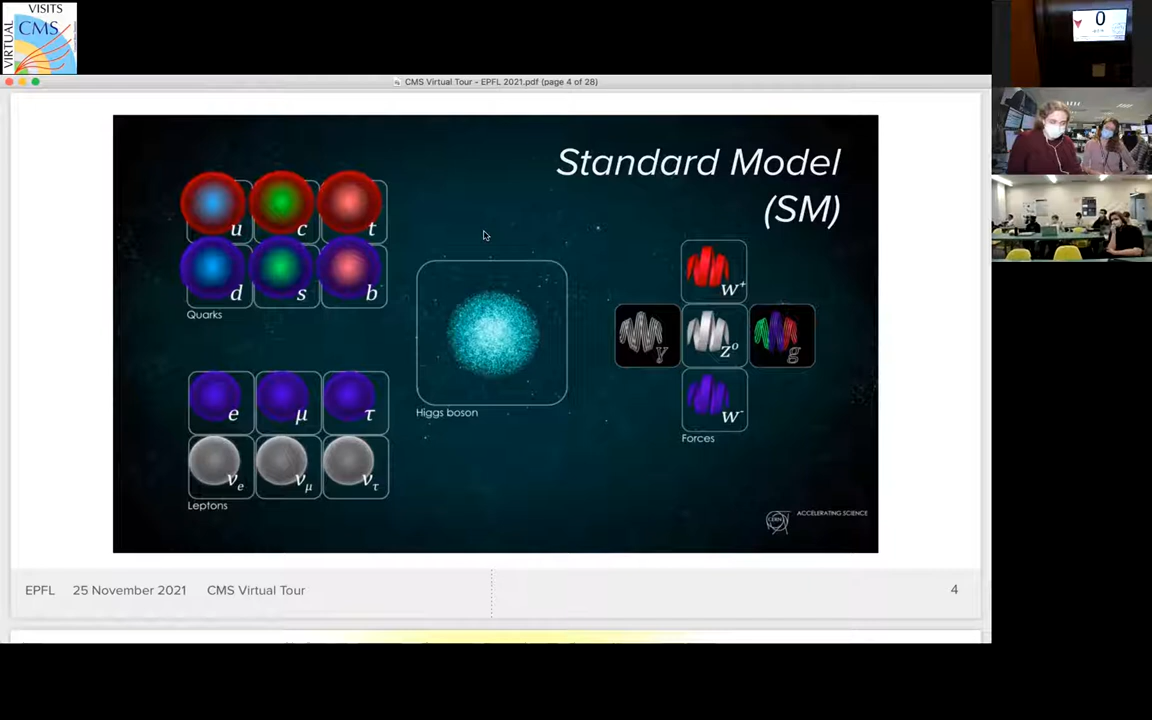 VISITS
VIRTUAL
CMS
CMS Virtual Tour - EPFL 2021.pdf (page 4 of 28)
0
Standard Model
(SM)
u c t
d s b
Quarks
e μ τ
νe νμ ντ
Leptons
Higgs boson
W+
γ Z0 g
W-
Forces
CERN
ACCELERATING SCIENCE
EPFL 25 November 2021 CMS Virtual Tour
4